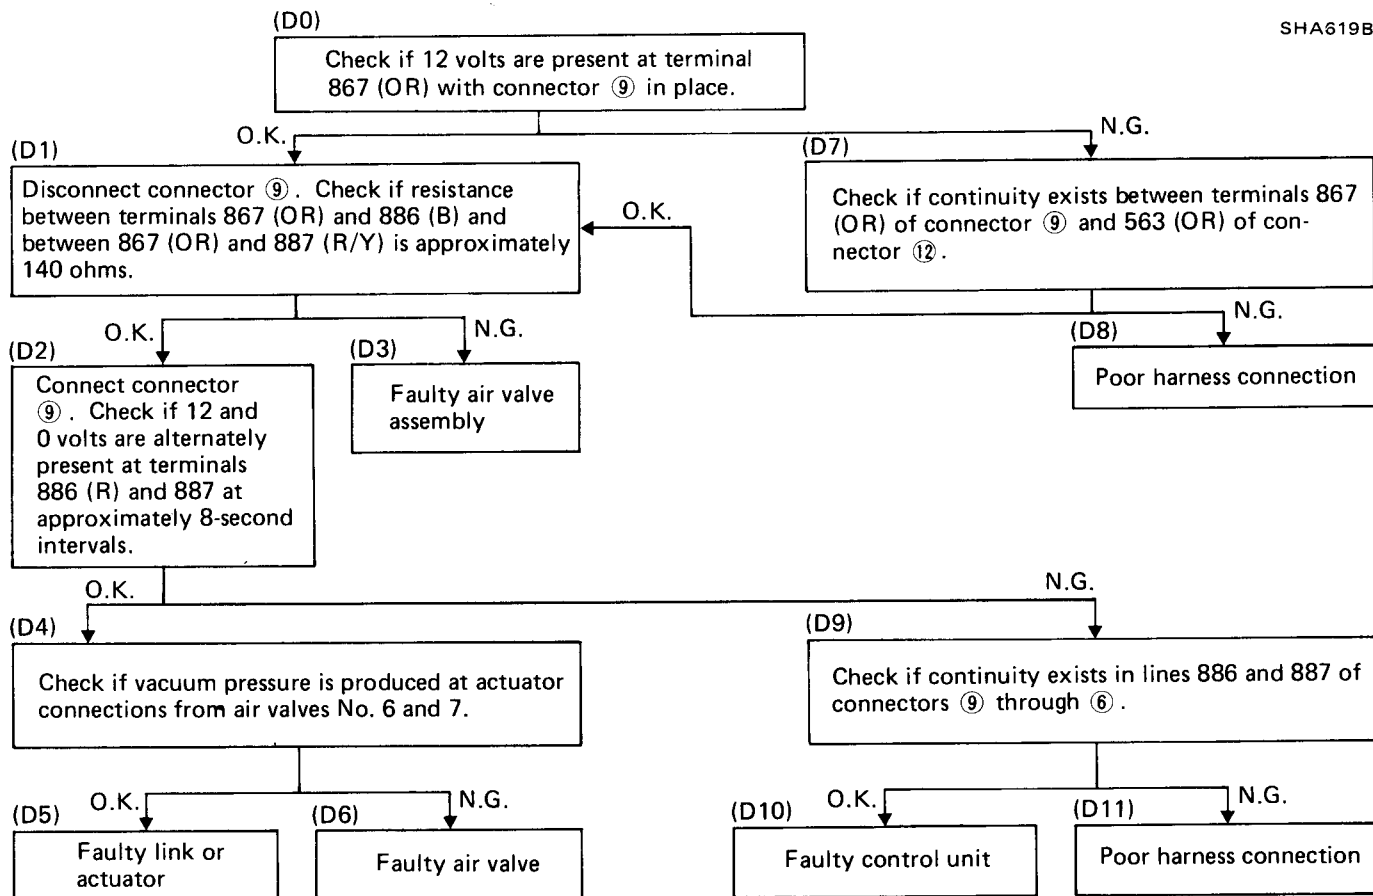 SHA619B
(D0)
Check if 12 volts are present at terminal
867 (OR) with connector ⑨ in place.
O.K.
N.G.
(D1)
Disconnect connector ⑨. Check if resistance
between terminals 867 (OR) and 886 (B) and
between 867 (OR) and 887 (R/Y) is approximately
140 ohms.
(D7)
Check if continuity exists between terminals 867
(OR) of connector ⑨ and 563 (OR) of con-
nector ⑫.
O.K.
O.K.
N.G.
N.G.
(D2)
Connect connector
⑨. Check if 12 and
0 volts are alternately
present at terminals
886 (R) and 887 at
approximately 8-second
intervals.
(D3)
Faulty air valve
assembly
(D8)
Poor harness connection
O.K.
N.G.
(D4)
Check if vacuum pressure is produced at actuator
connections from air valves No. 6 and 7.
(D9)
Check if continuity exists in lines 886 and 887 of
connectors ⑨ through ⑥.
O.K.
N.G.
O.K.
N.G.
(D5)
Faulty link or
actuator
(D6)
Faulty air valve
(D10)
Faulty control unit
(D11)
Poor harness connection